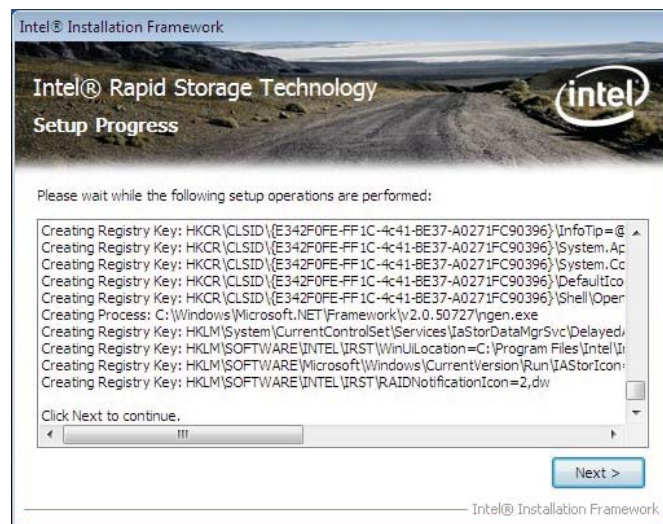 Intel® Installation Framework
Intel® Rapid Storage Technology
intel
Setup Progress
Please wait while the following setup operations are performed:
Creating Registry Key: HKCR\CLSID\{E342F0FE-FF1C-4c41-BE37-A0271FC90396}\InfoTip=@
Creating Registry Key: HKCR\CLSID\{E342F0FE-FF1C-4c41-BE37-A0271FC90396}\System.Ap
Creating Registry Key: HKCR\CLSID\{E342F0FE-FF1C-4c41-BE37-A0271FC90396}\System.Cc
Creating Registry Key: HKCR\CLSID\{E342F0FE-FF1C-4c41-BE37-A0271FC90396}\DefaultIco
Creating Registry Key: HKCR\CLSID\{E342F0FE-FF1C-4c41-BE37-A0271FC90396}\Shell\Open
Creating Process: C:\Windows\Microsoft.NET\Framework\v2.0.50727\ngen.exe
Creating Registry Key: HKLM\System\CurrentControlSet\Services\IaStorDataMgrSvc\DelayedA
Creating Registry Key: HKLM\SOFTWARE\INTEL\IRST\WinUiLocation=C:\Program Files\Intel\I
Creating Registry Key: HKLM\SOFTWARE\Microsoft\Windows\CurrentVersion\Run\IAStorIcon=
Creating Registry Key: HKLM\SOFTWARE\INTEL\IRST\RAIDNotificationIcon=2,dw
Click Next to continue.
Next >
Intel® Installation Framework